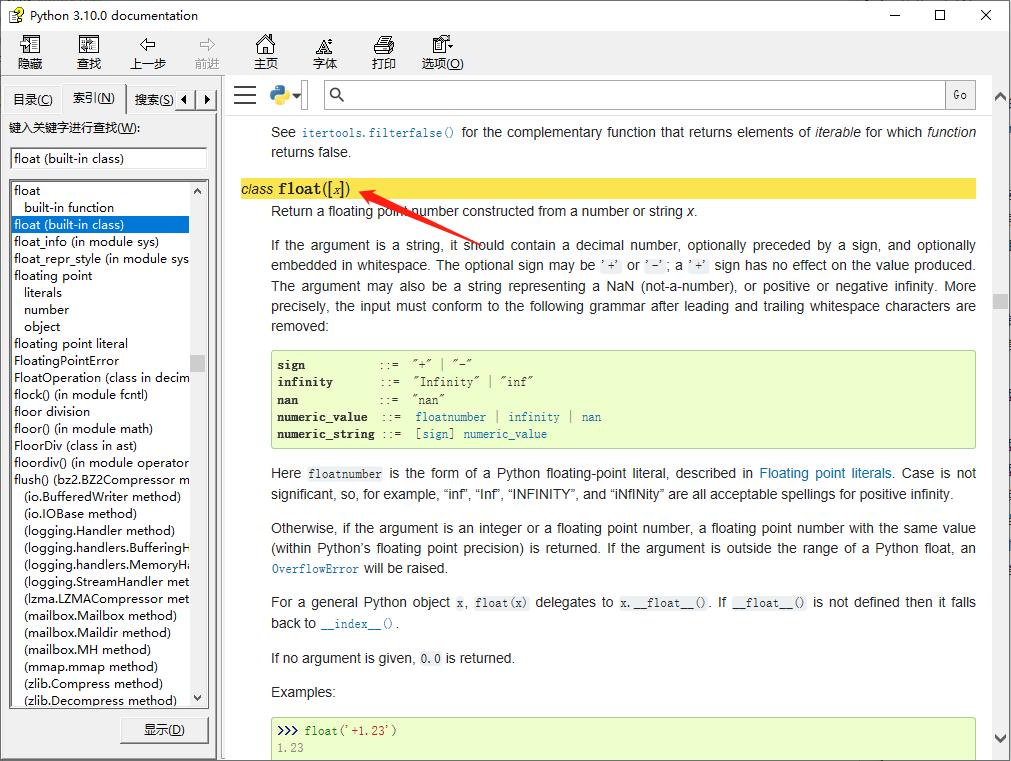 Python 3.10.0 documentation
隐藏 查找 上一步 前进 主页 字体 打印 选项(O)
目录(C) 索引(N) 搜索(S)
键入关键字进行查找(W):
float (built-in class)
float
built-in function
float (built-in class)
float_info (in module sys)
float_repr_style (in module sys
floating point
literals
number
object
floating point literal
FloatingPointError
FloatOperation (class in decim
flock() (in module fcntl)
floor division
floor() (in module math)
FloorDiv (class in ast)
floordiv() (in module operator
flush() (bz2.BZ2Compressor m
(io.BufferedWriter method)
(io.IOBase method)
(logging.Handler method)
(logging.handlers.BufferingH
(logging.handlers.MemoryHa
(logging.StreamHandler met
(lzma.LZMACompressor met
(mailbox.Mailbox method)
(mailbox.Maildir method)
(mailbox.MH method)
(mmap.mmap method)
(zlib.Compress method)
(zlib.Decompress method)
显示(D)
Go
See itertools.filterfalse() for the complementary function that returns elements of iterable for which function
returns false.
class float([x])
Return a floating point number constructed from a number or string x.
If the argument is a string, it should contain a decimal number, optionally preceded by a sign, and optionally
embedded in whitespace. The optional sign may be '+' or '-'; a '+' sign has no effect on the value produced.
The argument may also be a string representing a NaN (not-a-number), or positive or negative infinity. More
precisely, the input must conform to the following grammar after leading and trailing whitespace characters are
removed:
sign ::= "+" | "-"
infinity ::= "Infinity" | "inf"
nan ::= "nan"
numeric_value ::= floatnumber | infinity | nan
numeric_string ::= [sign] numeric_value
Here floatnumber is the form of a Python floating-point literal, described in Floating point literals. Case is not
significant, so, for example, “inf”, “Inf”, “INFINITY”, and “iNfINity” are all acceptable spellings for positive infinity.
Otherwise, if the argument is an integer or a floating point number, a floating point number with the same value
(within Python’s floating point precision) is returned. If the argument is outside the range of a Python float, an
OverflowError will be raised.
For a general Python object x, float(x) delegates to x.__float__(). If __float__() is not defined then it falls
back to __index__().
If no argument is given, 0.0 is returned.
Examples:
>>> float('+1.23')
1.23